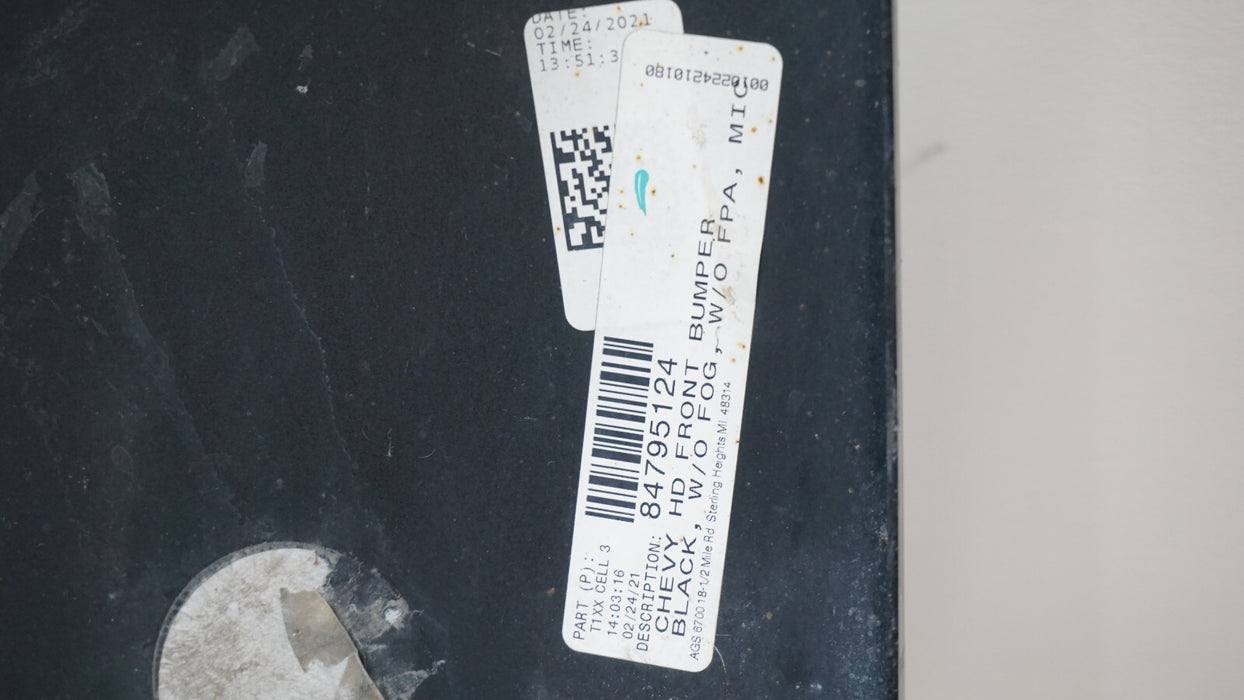 DATE:
02/24/2021
TIME:
13:51:3
00102224210180
PART (P):
T1XX CELL 3
14:03:16
02/24/21
84795124
DESCRIPTION:
CHEVY HD FRONT BUMPER
BLACK, W/O FOG, W/O FPA, MIC
AGS 6700 18-1/2 Mile Rd. Sterling Heights MI 48314